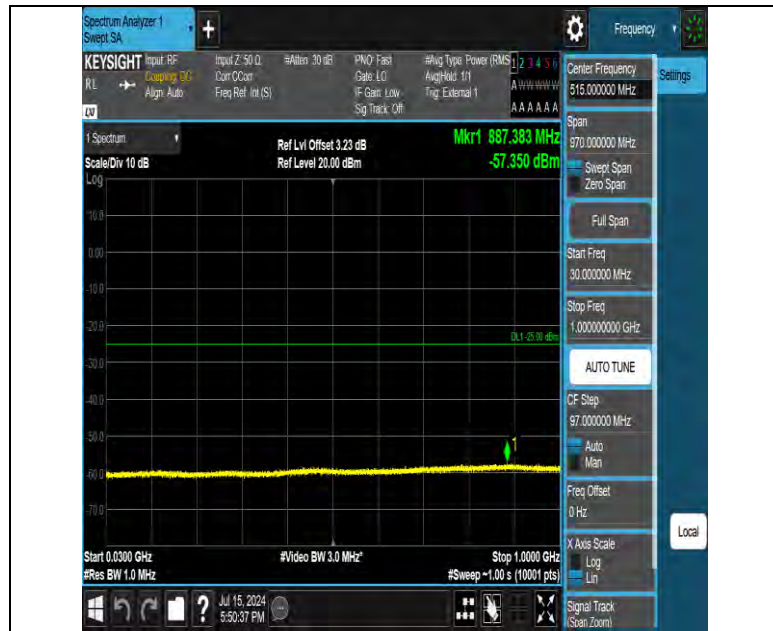 Spectrum Analyzer 1
Swept SA
+
Frequency
KEYSIGHT
RL
LXI
Input: RF
Coupling: DC
Align: Auto
Input Z: 50 Ω
Corr CCorr
Freq Ref: Int (S)
#Atten: 30 dB
PNO: Fast
Gate: LO
IF Gain: Low
Sig Track: Off
#Avg Type: Power (RMS
Avg|Hold: 1/1
Trig: External 1
1 2 3 4 5 6
A W W W W W
A A A A A A
Settings
1 Spectrum
Scale/Div 10 dB
Log
Ref Lvl Offset 3.23 dB
Ref Level 20.00 dBm
Mkr1 887.383 MHz
-57.350 dBm
10.0
0.00
-10.0
-20.0
-30.0
-40.0
-50.0
-60.0
-70.0
DL1 -25.00 dBm
1
Start 0.0300 GHz
#Res BW 1.0 MHz
#Video BW 3.0 MHz*
Stop 1.0000 GHz
#Sweep ~1.00 s (10001 pts)
Center Frequency
515.000000 MHz
Span
970.000000 MHz
Swept Span
Zero Span
Full Span
Start Freq
30.000000 MHz
Stop Freq
1.000000000 GHz
AUTO TUNE
CF Step
97.000000 MHz
Auto
Man
Freq Offset
0 Hz
X Axis Scale
Log
Lin
Signal Track
(Span Zoom)
Local
?
Jul 15, 2024
5:50:37 PM